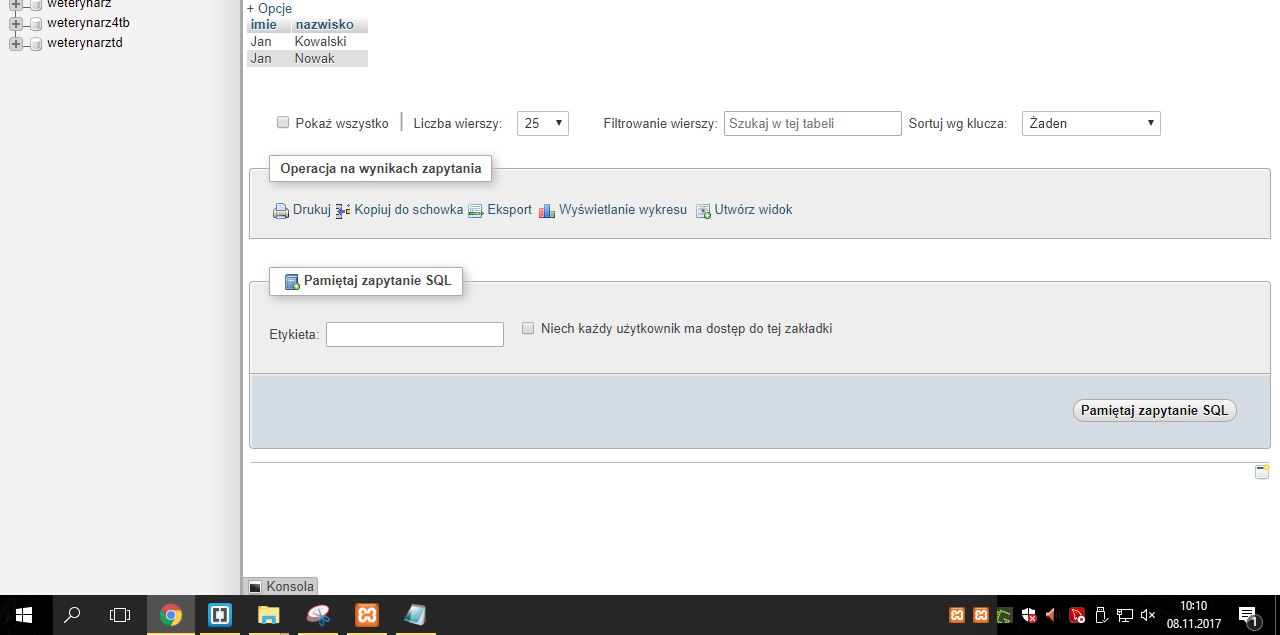 weterynarz
weterynarz4tb
weterynarztd
+ Opcje
imie nazwisko
Jan Kowalski
Jan Nowak
Pokaż wszystko Liczba wierszy: 25 Filtrowanie wierszy: Szukaj w tej tabeli Sortuj wg klucza: Żaden
Operacja na wynikach zapytania
Drukuj Kopiuj do schowka Eksport Wyświetlanie wykresu Utwórz widok
Pamiętaj zapytanie SQL
Etykieta: Niech każdy użytkownik ma dostęp do tej zakładki
Pamiętaj zapytanie SQL
Konsola
10:10
08.11.2017
1